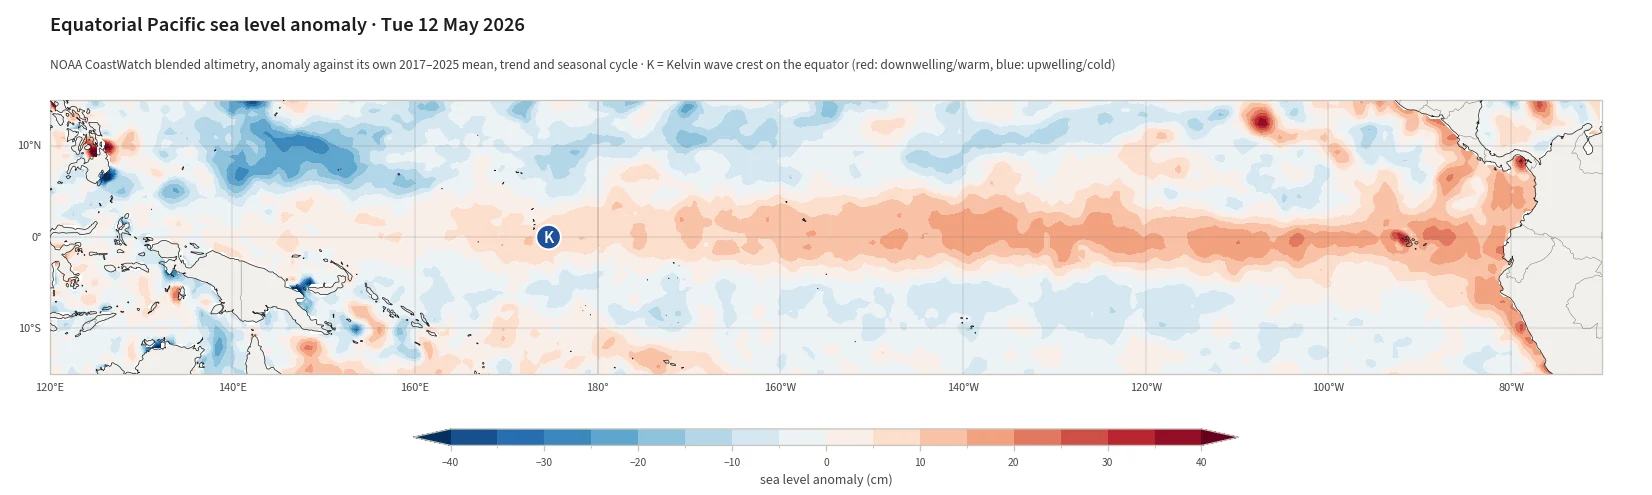 Equatorial Pacific sea level anomaly · Tue 12 May 2026
NOAA CoastWatch blended altimetry, anomaly against its own 2017–2025 mean, trend and seasonal cycle · K = Kelvin wave crest on the equator (red: downwelling/warm, blue: upwelling/cold)
10°N
0°
K
10°S
120°E 140°E 160°E 180° 160°W 140°W 120°W 100°W 80°W
−40 −30 −20 −10 0 10 20 30 40
sea level anomaly (cm)